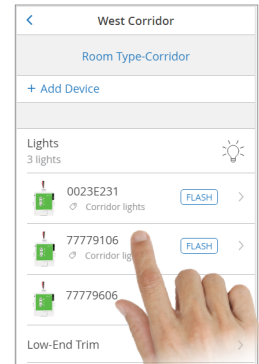 West Corridor
Room Type-Corridor
+ Add Device
Lights
3 lights
0023E231
FLASH
Corridor lights
77779106
FLASH
Corridor lig
77779606
Low-End Trim